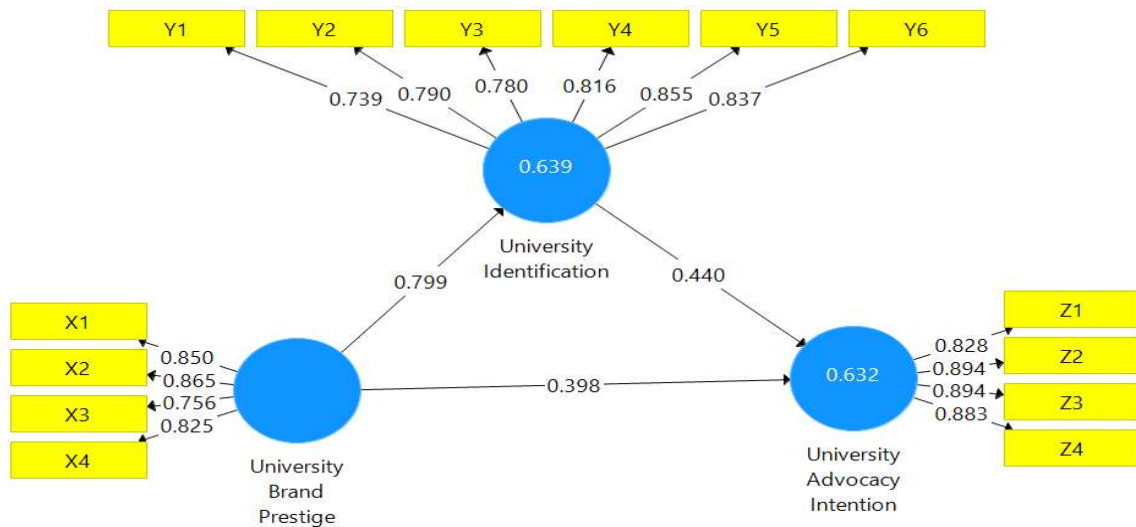 Y1 Y2 Y3 Y4 Y5 Y6
0.739 0.790 0.780 0.816 0.855 0.837
0.639
University
Identification
0.799 0.440
X1
X2
X3
X4
0.850
0.865
0.756
0.825
0.398
University
Brand
Prestige
0.632
University
Advocacy
Intention
0.828
0.894
0.894
0.883
Z1
Z2
Z3
Z4